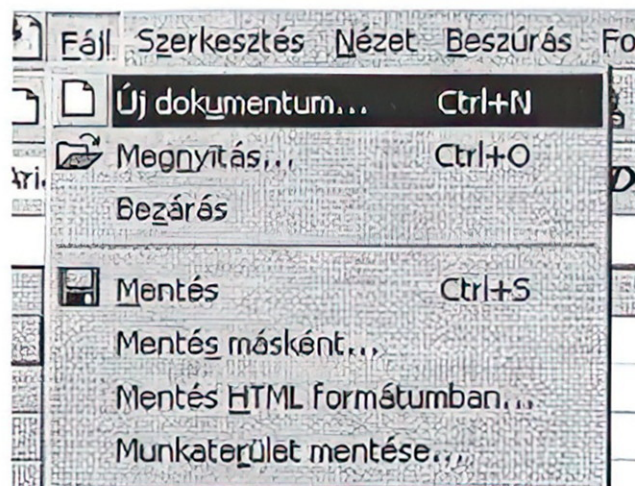 Fájl Szerkesztés Nézet Beszúrás Fo
Új dokumentum... Ctrl+N
Megnyitás... Ctrl+O
Bezárás
Mentés Ctrl+S
Mentés másként...
Mentés HTML formátumban...
Munkaterület mentése...